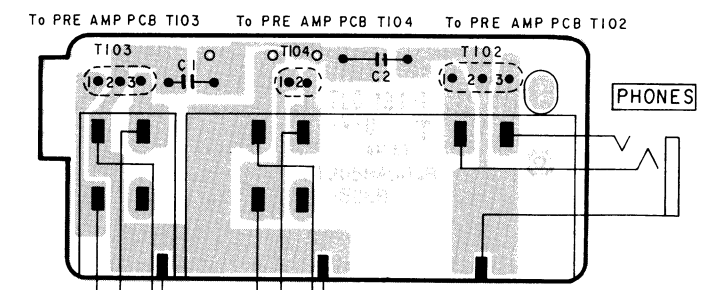 To PRE AMP PCB T103 To PRE AMP PCB T104 To PRE AMP PCB T102
T103 T104 T102
C1 C2
1 2 3 1 2 1 2 3
PHONES